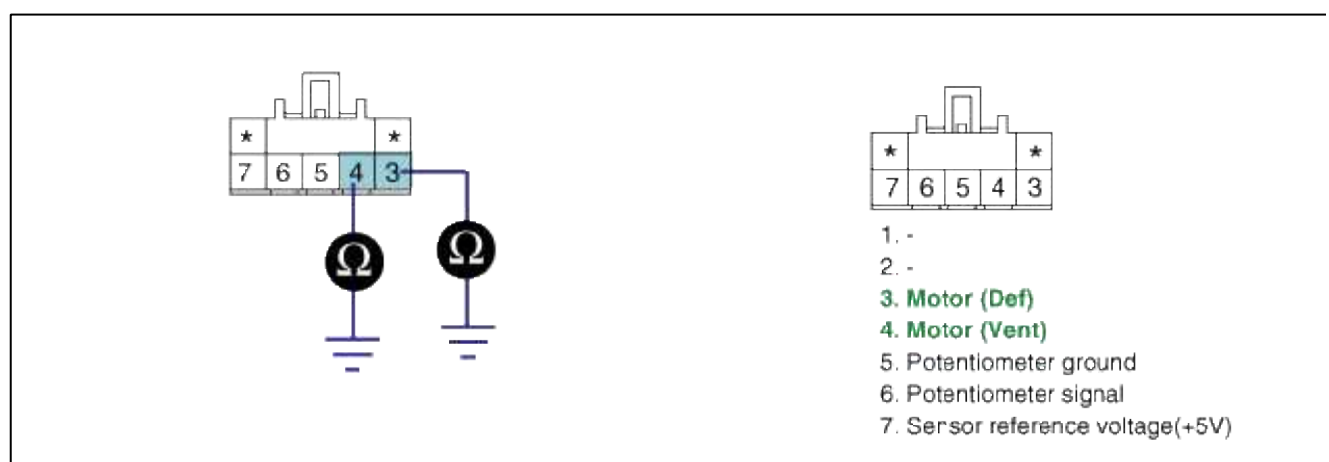 * *
7 6 5 4 3
Ω Ω
* *
7 6 5 4 3
1. -
2. -
3. Motor (Def)
4. Motor (Vent)
5. Potentiometer ground
6. Potentiometer signal
7. Sensor reference voltage(+5V)